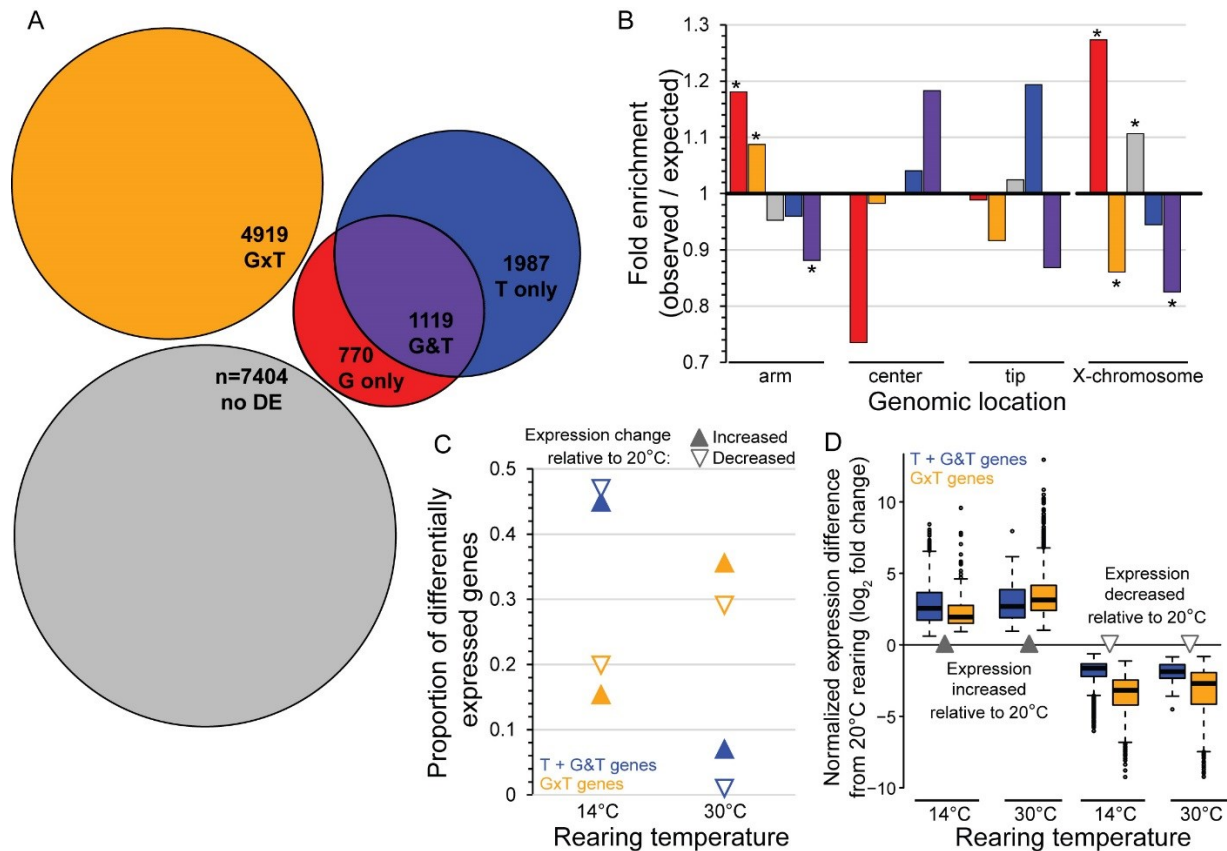 A
4919
GxT
1987
T only
1119
G&T
770
G only
n=7404
no DE
B
Fold enrichment
(observed / expected)
1.3
1.2
1.1
1
0.9
0.8
0.7
* * * * * * *
arm center tip X-chromosome
Genomic location
C
Expression change
relative to 20°C:
Increased
Decreased
Proportion of differentially
expressed genes
0.5
0.4
0.3
0.2
0.1
0
T + G&T genes
GxT genes
14°C 30°C
Rearing temperature
D
T + G&T genes
GxT genes
Normalized expression difference
from 20°C rearing (log2 fold change)
10
5
0
−5
−10
Expression
decreased
relative to 20°C
Expression
increased
relative to 20°C
14°C 30°C 14°C 30°C
Rearing temperature